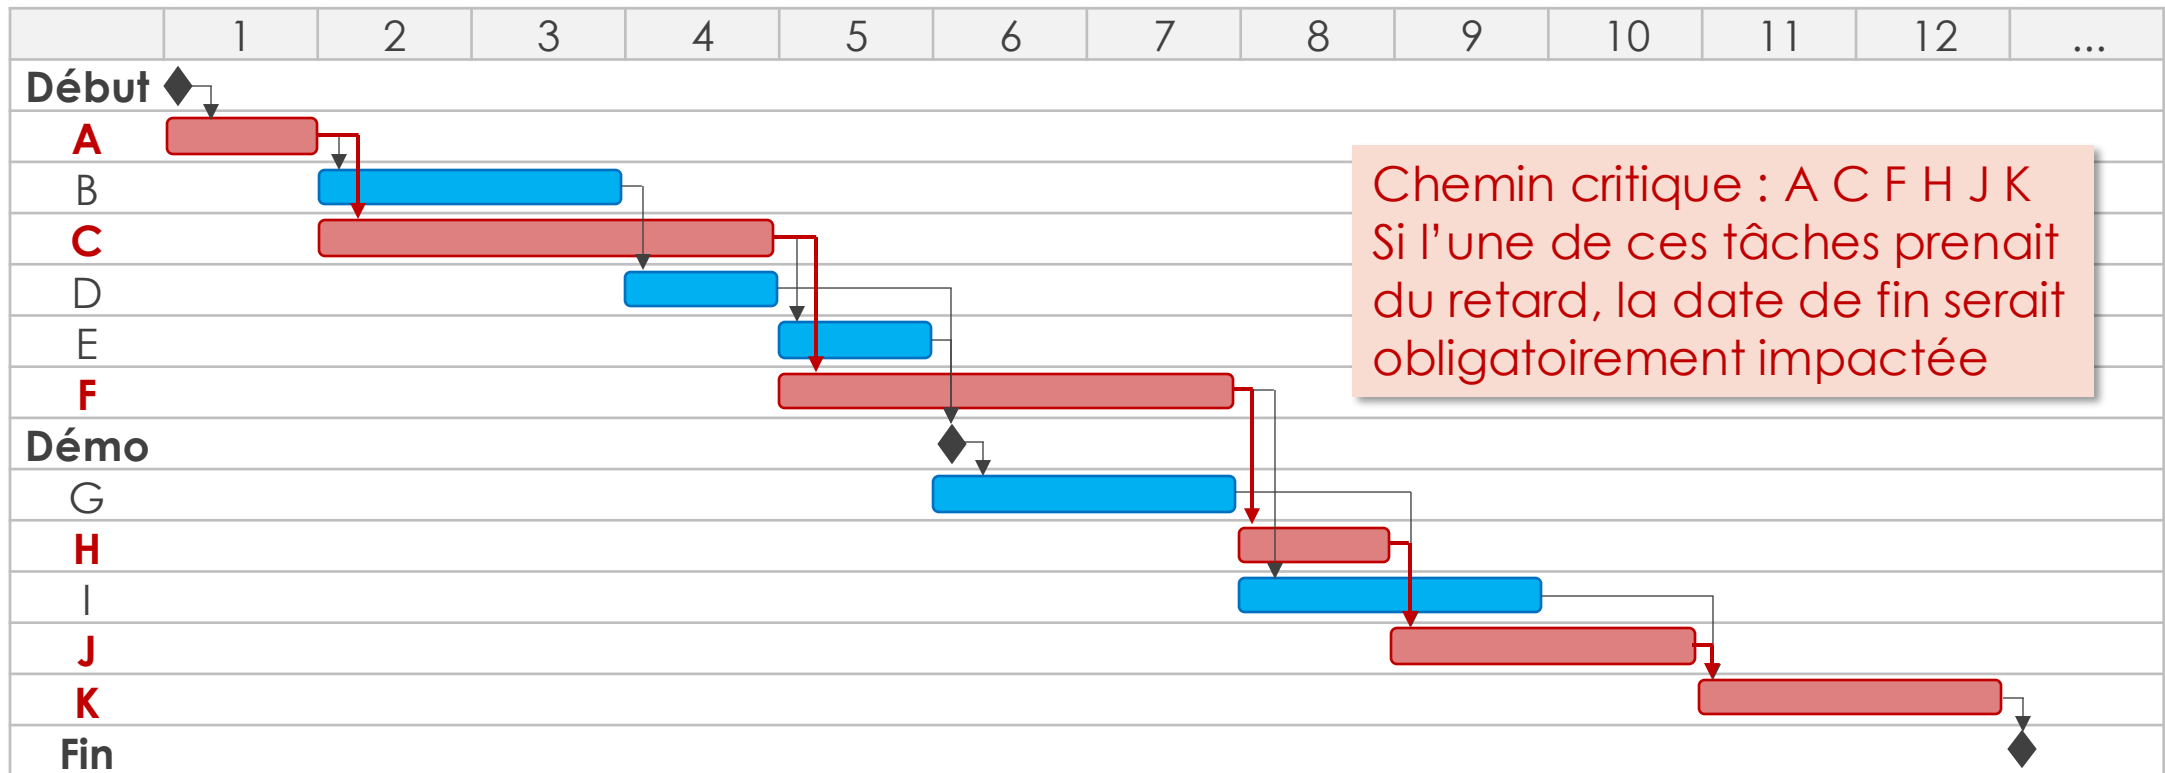 1 2 3 4 5 6 7 8 9 10 11 12 ...
Début
A
B
C
D
E
F
Démo
G
H
I
J
K
Fin
Chemin critique : A C F H J K
Si l’une de ces tâches prenait
du retard, la date de fin serait
obligatoirement impactée